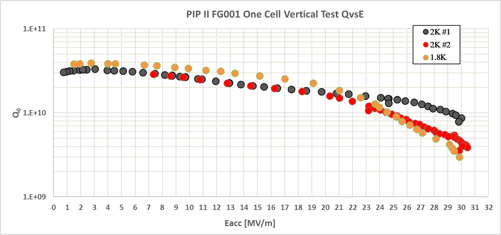 PIP II FG001 One Cell Vertical Test QvsE
1.E+11
2K #1
2K #2
1.8K
Q₀
1.E+10
1.E+09
0 1 2 3 4 5 6 7 8 9 10 11 12 13 14 15 16 17 18 19 20 21 22 23 24 25 26 27 28 29 30 31 32
Eacc [MV/m]